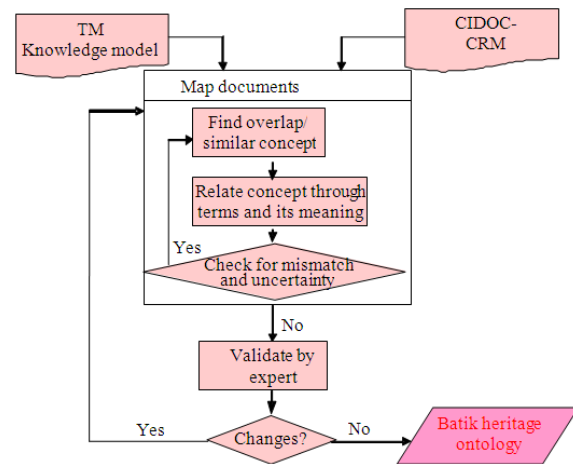 TM
Knowledge model
CIDOC-
CRM
Map documents
Find overlap/
similar concept
Relate concept through
terms and its meaning
Yes
Check for mismatch
and uncertainty
No
Validate by
expert
Yes
Changes?
No
Batik heritage
ontology